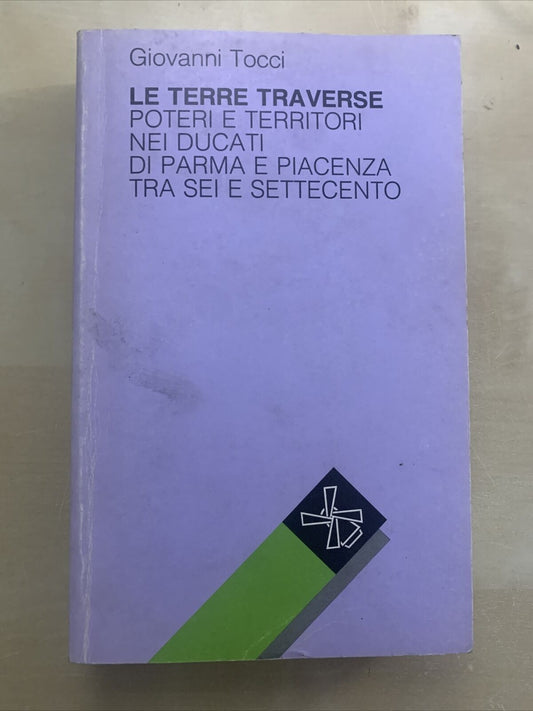 Giovanni Tocci
LE TERRE TRAVERSE
POTERI E TERRITORI
NEI DUCATI
DI PARMA E PIACENZA
TRA SEI E SETTECENTO